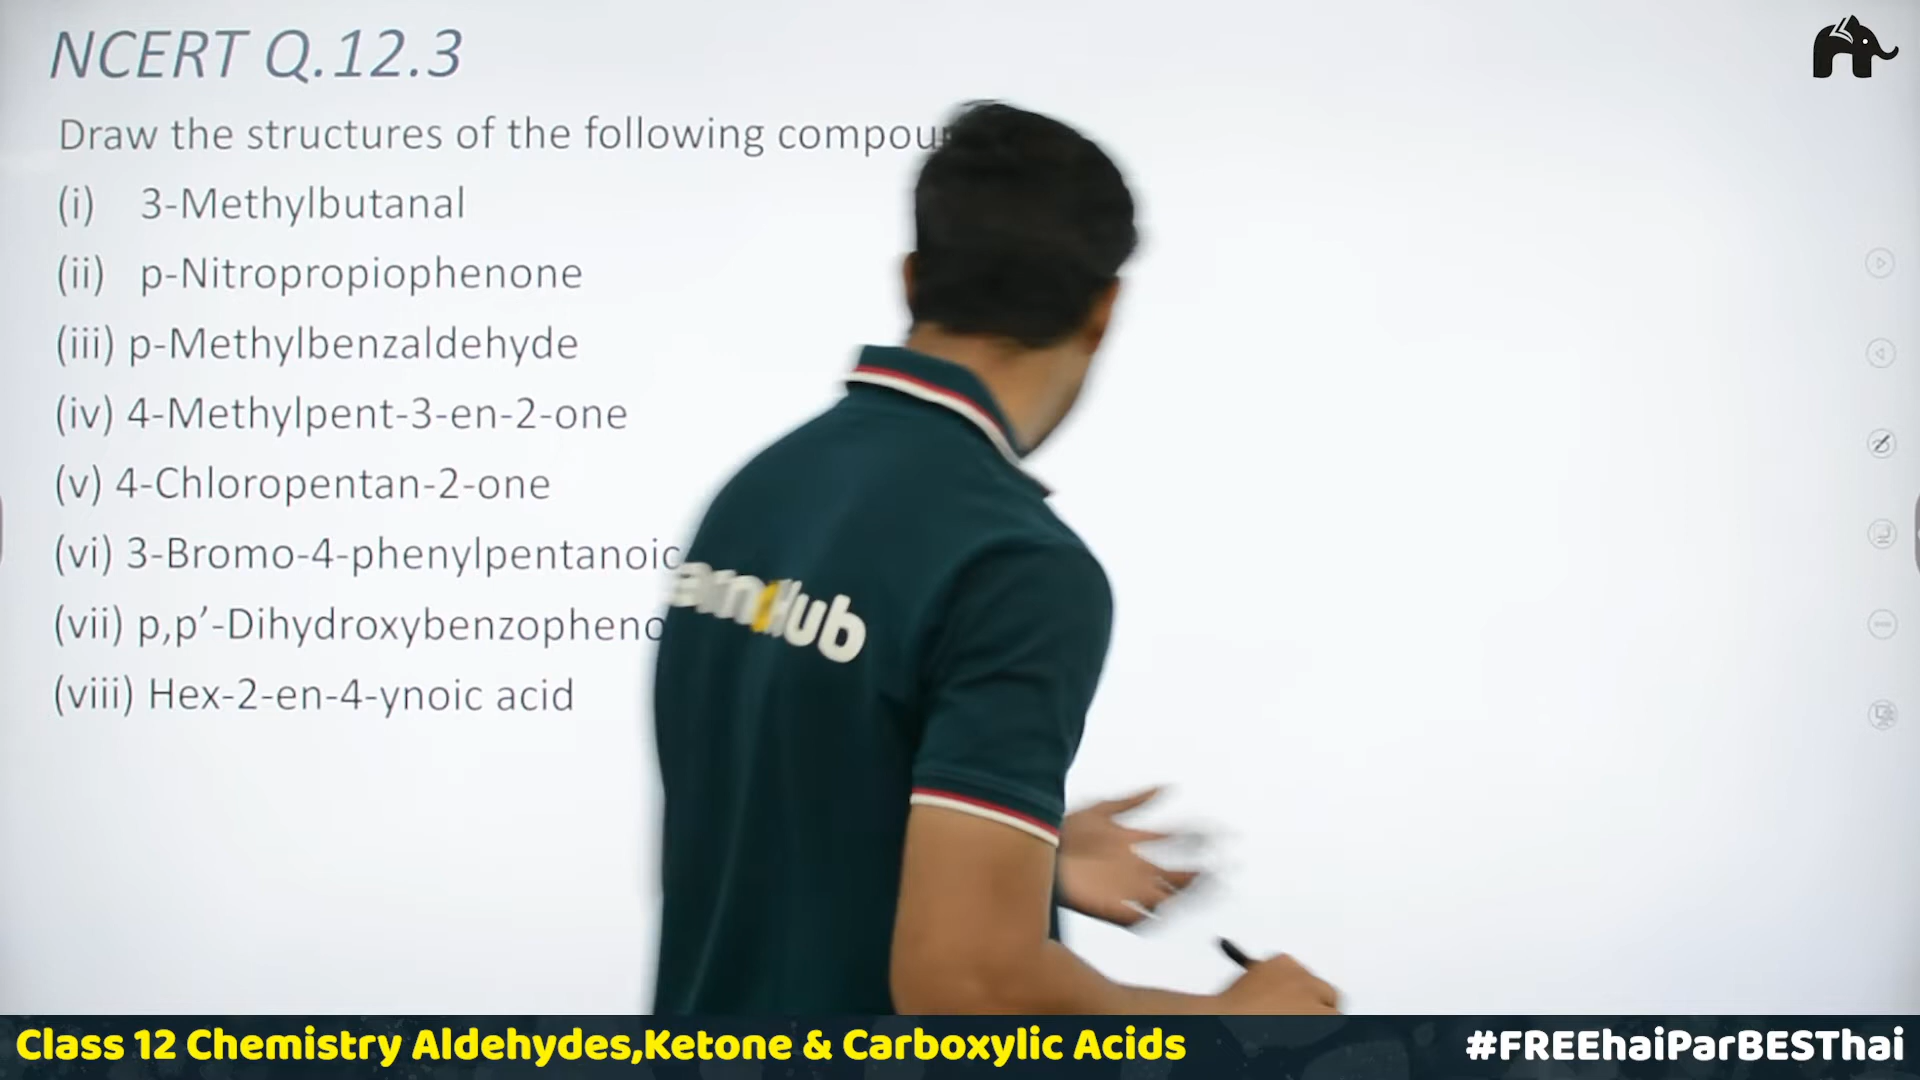 NCERT Q.12.3
Draw the structures of the following
(i) 3-Methylbutanal
(ii) p-Nitropropiophenone
(iii) p-Methylbenzaldehyde
(iv) 4-Methylpent-3-en-2-one
(v) 4-Chloropentan-2-one
(vi) 3-Bromo-4-phenylpentanoic
(vii) p,p’-Dihydroxybenzopheno
(viii) Hex-2-en-4-ynoic acid
Hub
Class 12 Chemistry Aldehydes,Ketone & Carboxylic Acids
#FREEhaiParBESThai